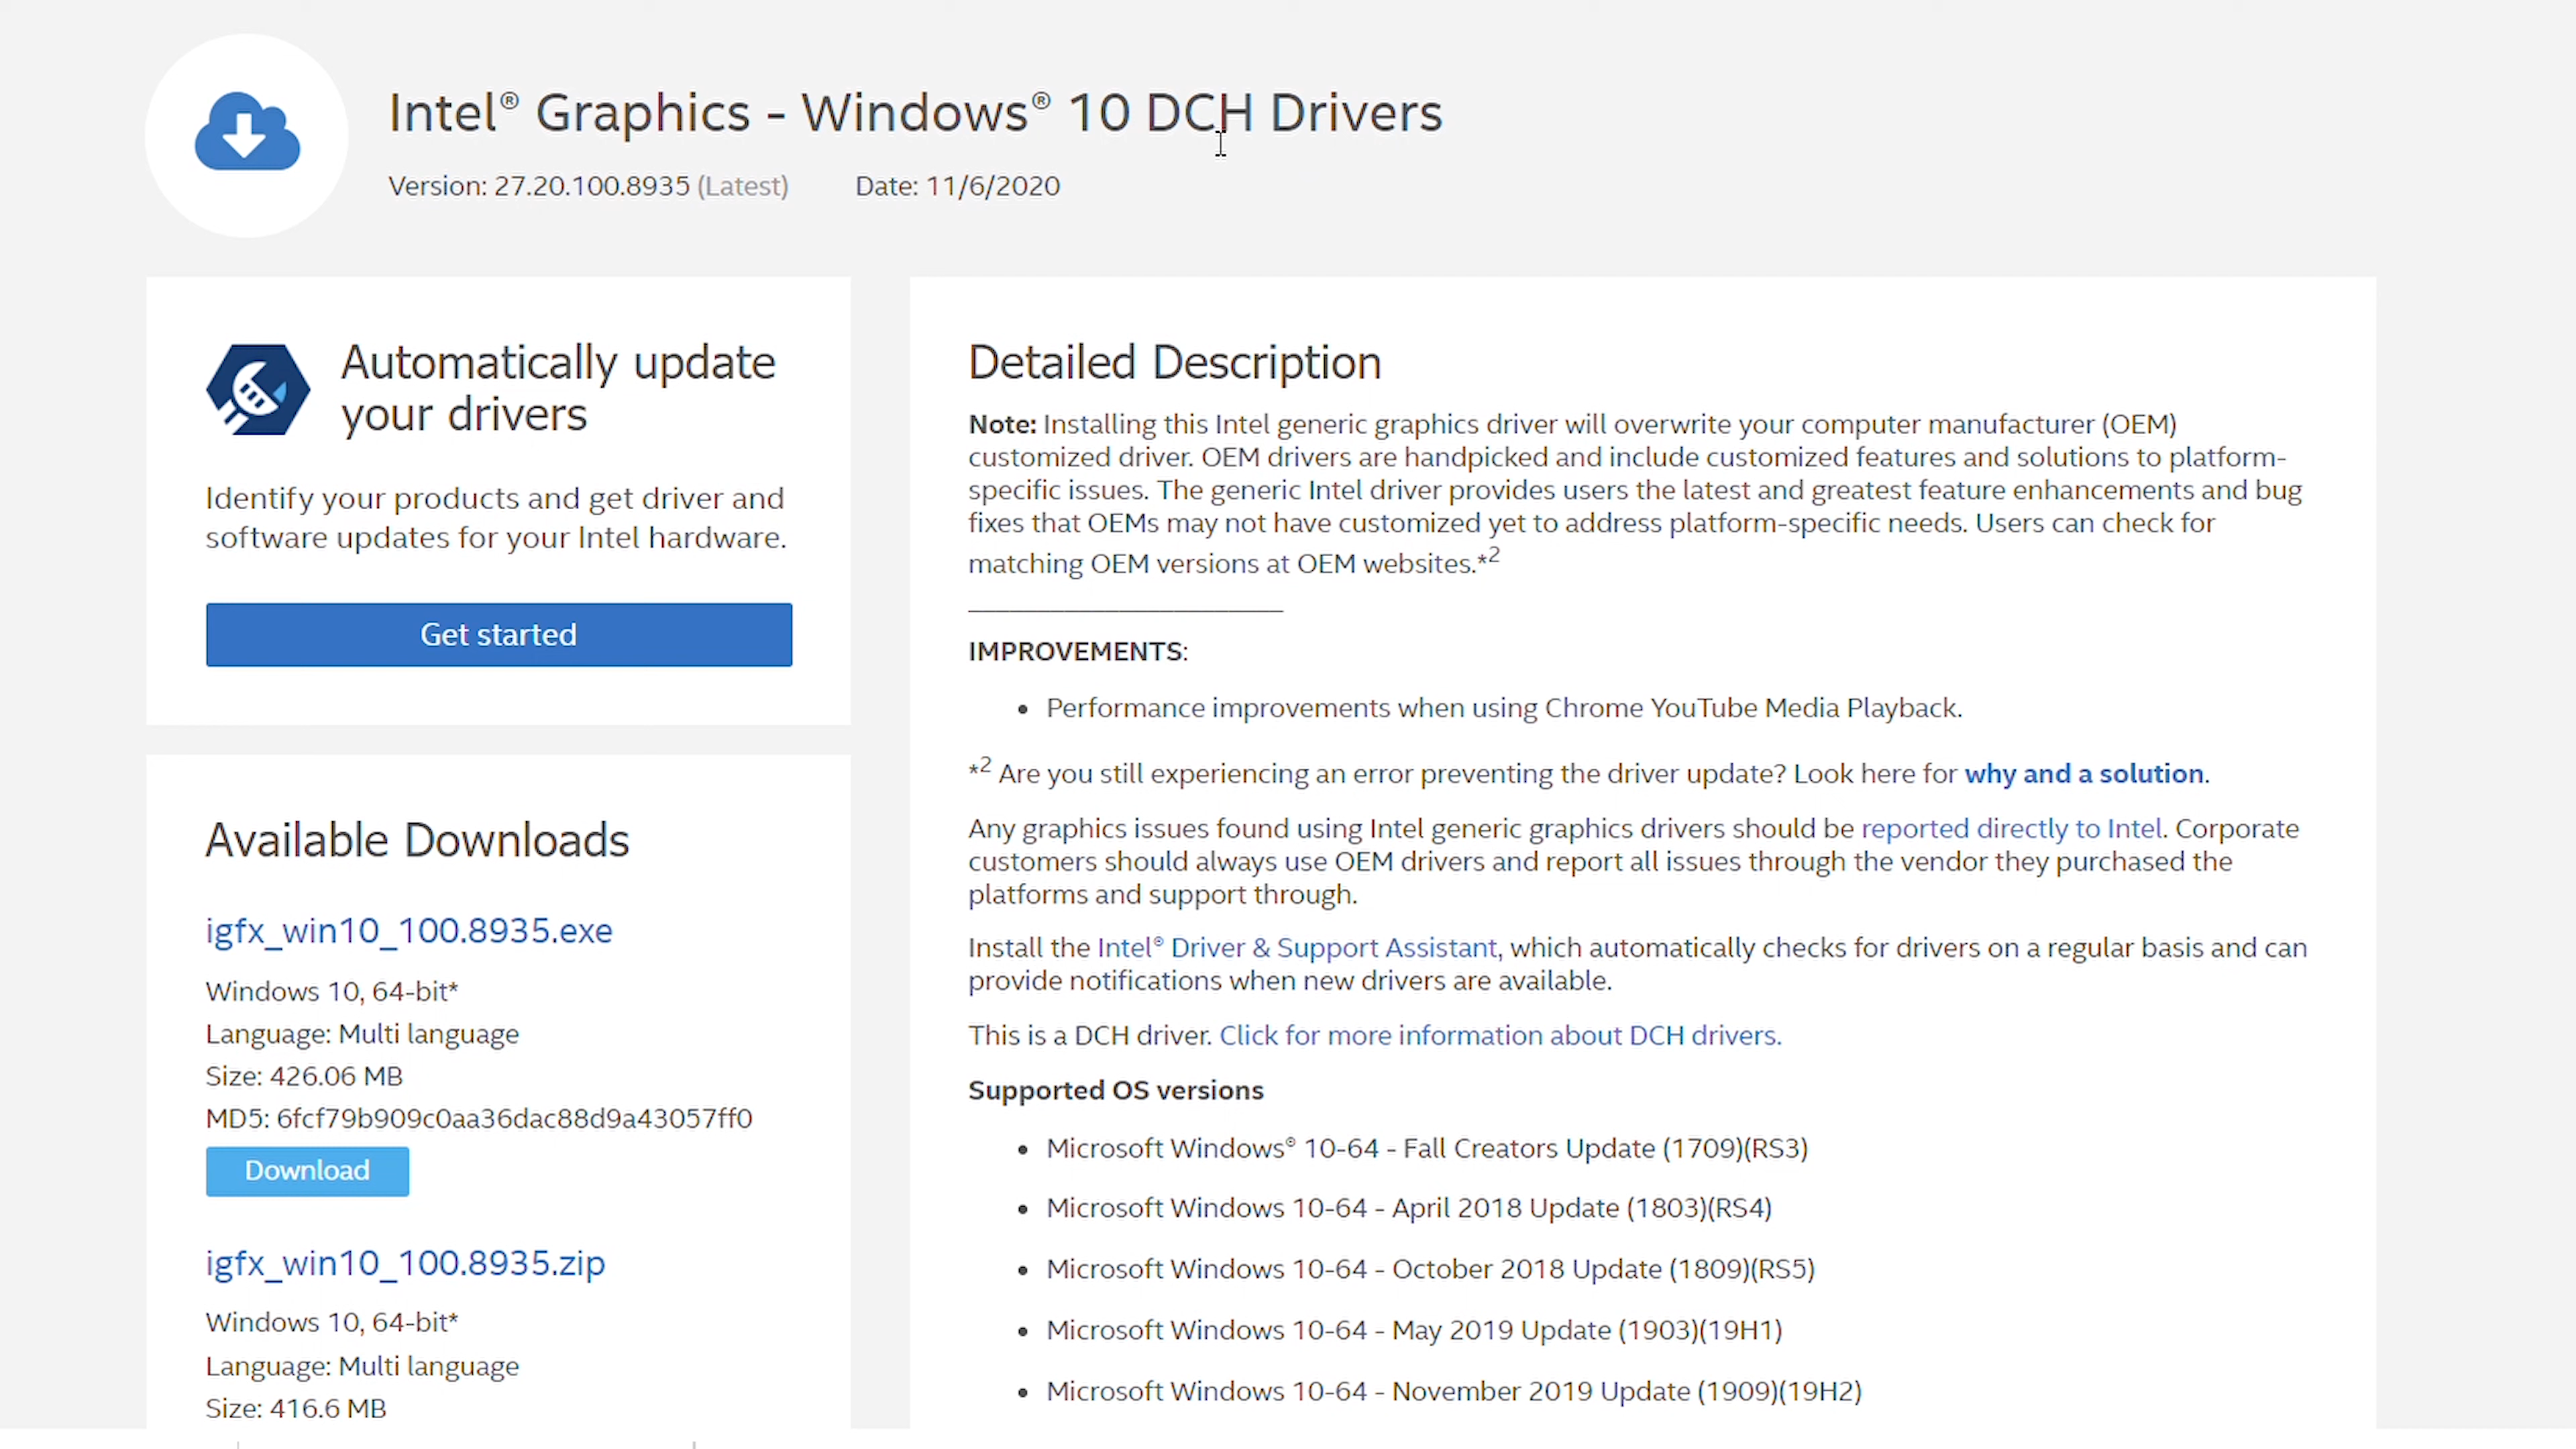 Intel® Graphics - Windows® 10 DCH Drivers
Version: 27.20.100.8935 (Latest) Date: 11/6/2020
Automatically update
your drivers
Identify your products and get driver and
software updates for your Intel hardware.
Get started
Available Downloads
igfx_win10_100.8935.exe
Windows 10, 64-bit*
Language: Multi language
Size: 426.06 MB
MD5: 6fcf79b909c0aa36dac88d9a43057ff0
Download
igfx_win10_100.8935.zip
Windows 10, 64-bit*
Language: Multi language
Size: 416.6 MB
Detailed Description
Note: Installing this Intel generic graphics driver will overwrite your computer manufacturer (OEM)
customized driver. OEM drivers are handpicked and include customized features and solutions to platform-
specific issues. The generic Intel driver provides users the latest and greatest feature enhancements and bug
fixes that OEMs may not have customized yet to address platform-specific needs. Users can check for
matching OEM versions at OEM websites.*2
IMPROVEMENTS:
• Performance improvements when using Chrome YouTube Media Playback.
*2 Are you still experiencing an error preventing the driver update? Look here for why and a solution.
Any graphics issues found using Intel generic graphics drivers should be reported directly to Intel. Corporate
customers should always use OEM drivers and report all issues through the vendor they purchased the
platforms and support through.
Install the Intel® Driver & Support Assistant, which automatically checks for drivers on a regular basis and can
provide notifications when new drivers are available.
This is a DCH driver. Click for more information about DCH drivers.
Supported OS versions
• Microsoft Windows® 10-64 - Fall Creators Update (1709)(RS3)
• Microsoft Windows 10-64 - April 2018 Update (1803)(RS4)
• Microsoft Windows 10-64 - October 2018 Update (1809)(RS5)
• Microsoft Windows 10-64 - May 2019 Update (1903)(19H1)
• Microsoft Windows 10-64 - November 2019 Update (1909)(19H2)